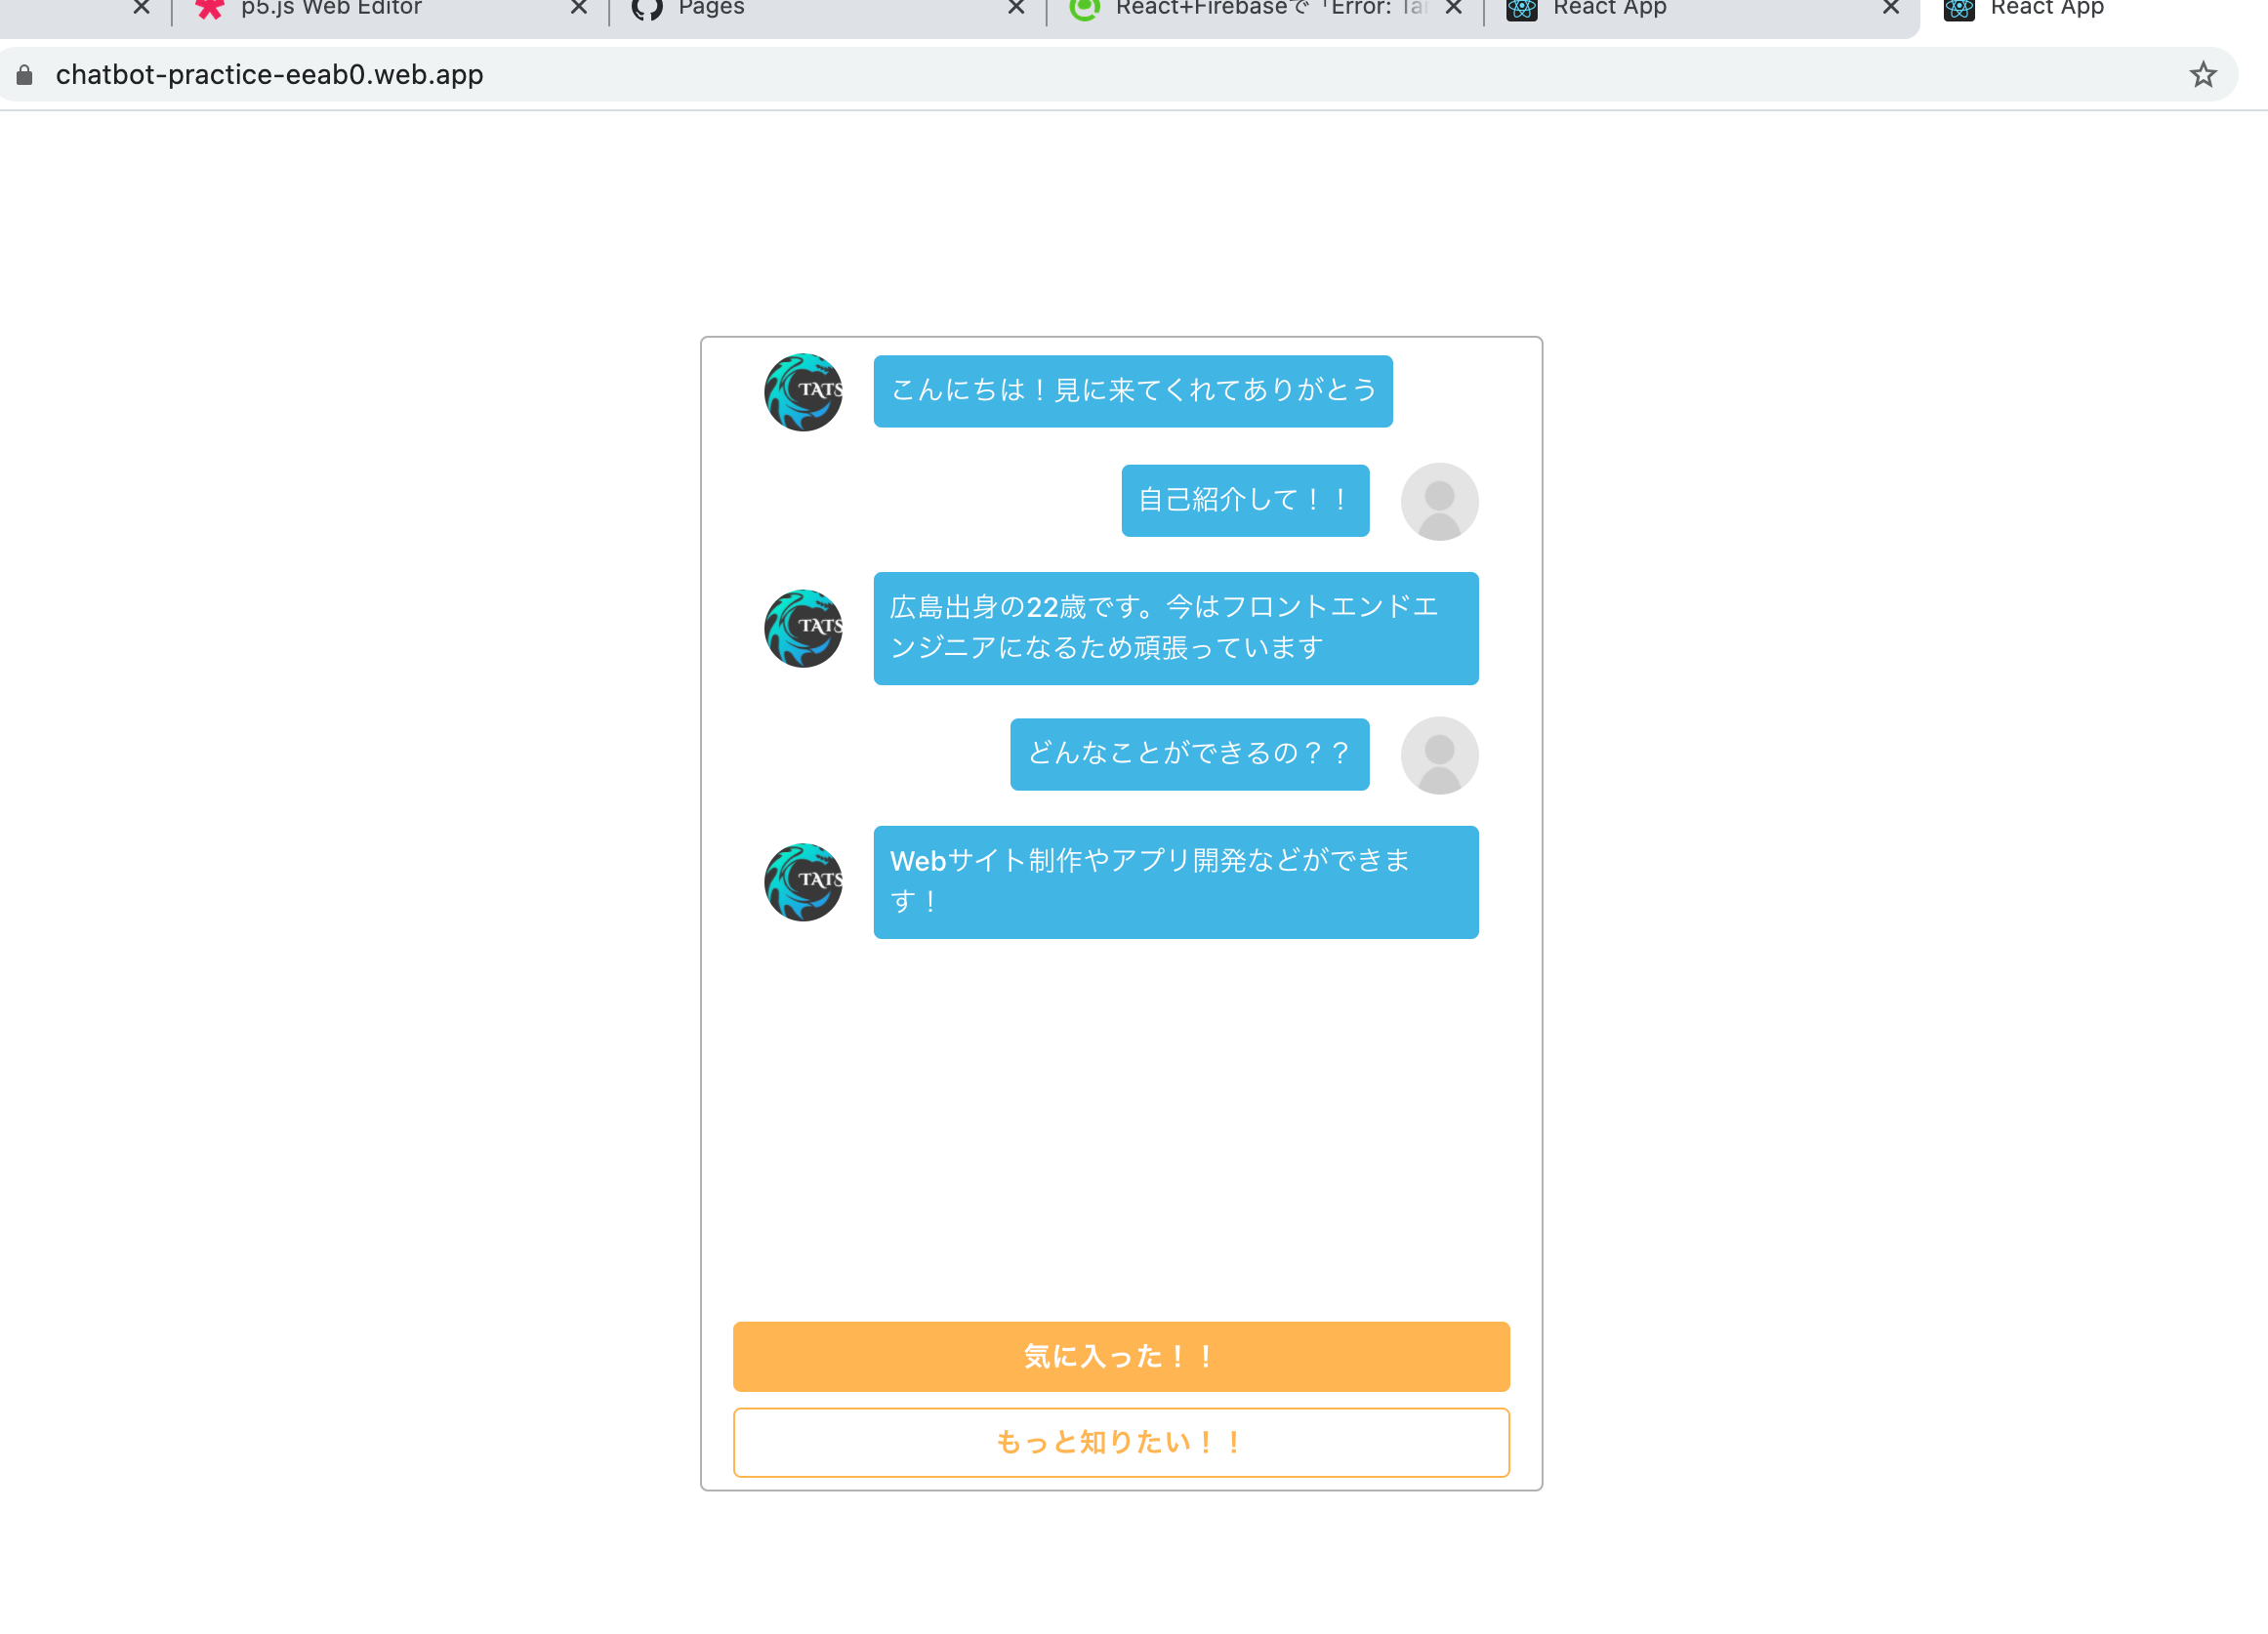 p5.js Web Editor
Pages
React+Firebaseで「Error: Tar
React App
React App
chatbot-practice-eeab0.web.app
TATS
こんにちは！見に来てくれてありがとう
自己紹介して！！
TATS
広島出身の22歳です。今はフロントエンドエ
ンジニアになるため頑張っています
どんなことができるの？？
TATS
Webサイト制作やアプリ開発などができま
す！
気に入った！！
もっと知りたい！！